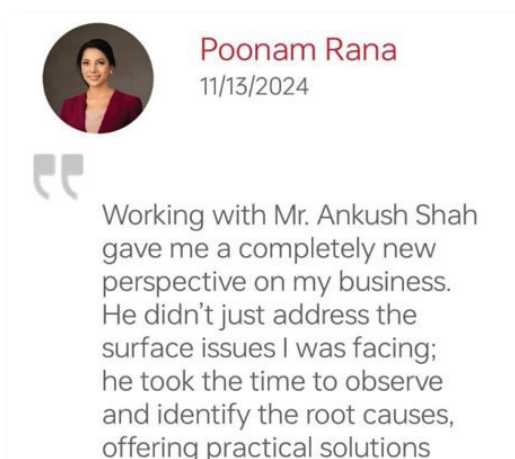 Poonam Rana
11/13/2024
Working with Mr. Ankush Shah
gave me a completely new
perspective on my business.
He didn’t just address the
surface issues I was facing;
he took the time to observe
and identify the root causes,
offering practical solutions